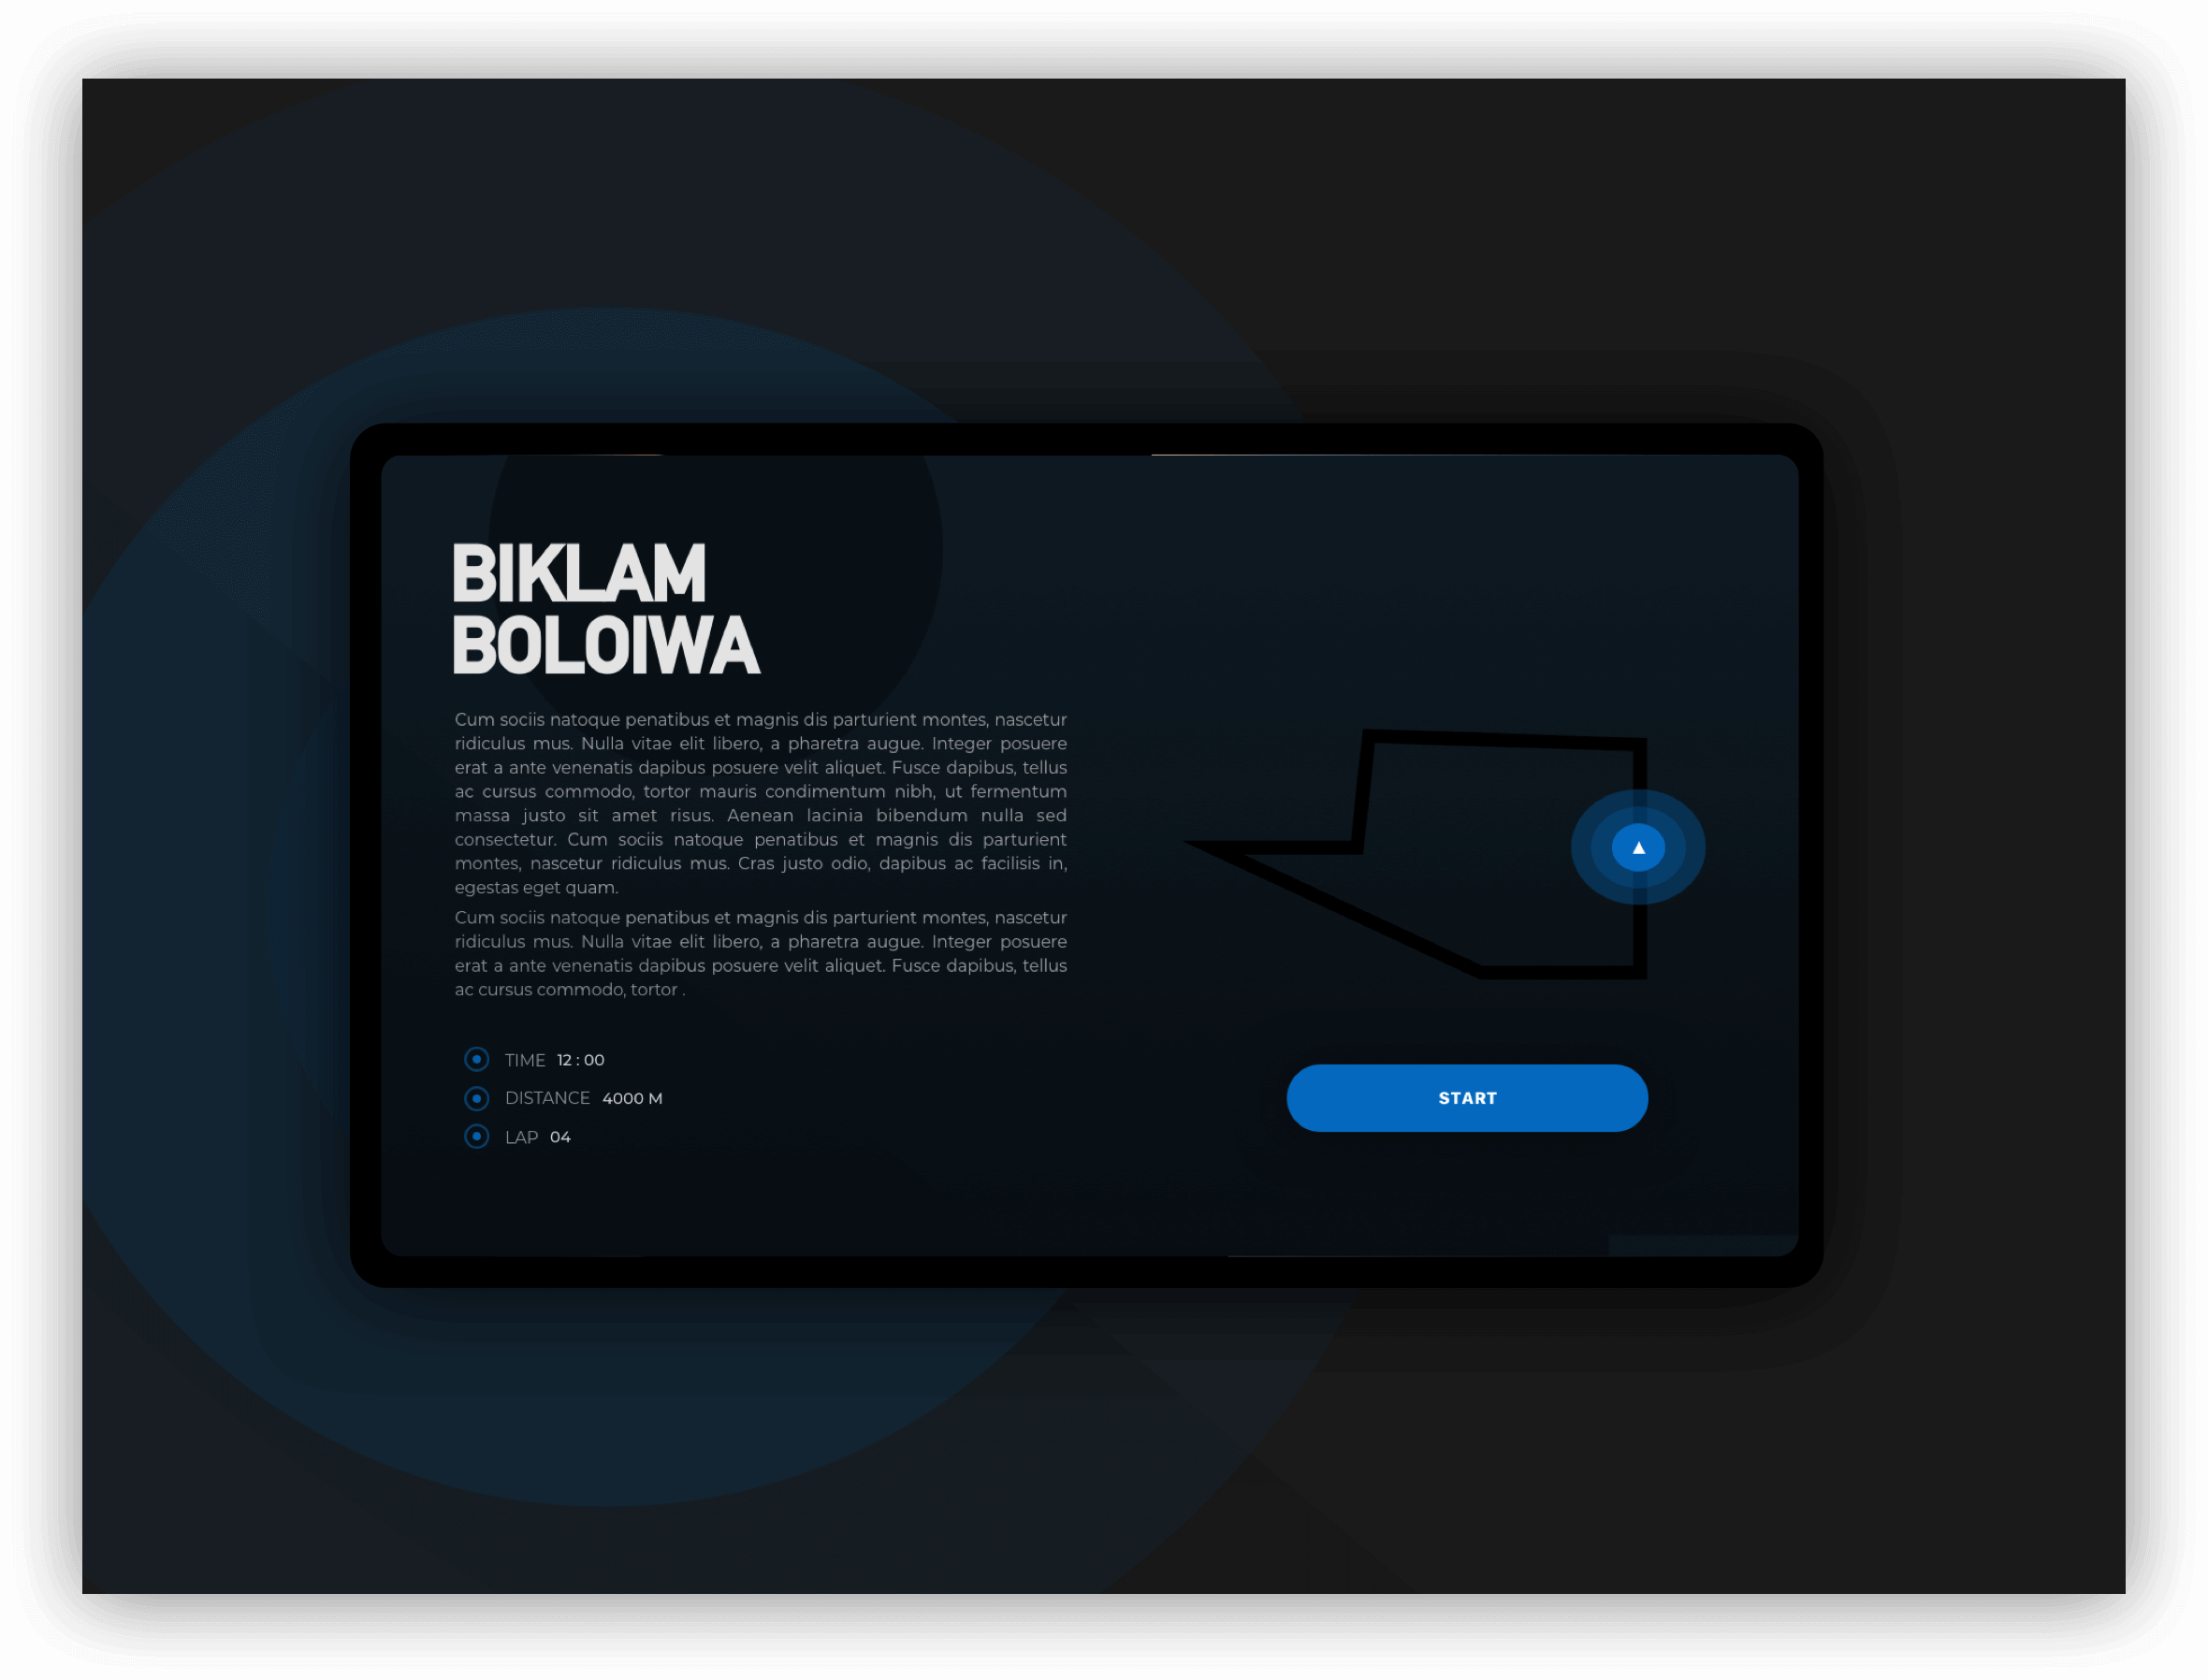 BIKLAM
BOLOIWA
Cum sociis natoque penatibus et magnis dis parturient montes, nascetur
ridiculus mus. Nulla vitae elit libero, a pharetra augue. Integer posuere
erat a ante venenatis dapibus posuere velit aliquet. Fusce dapibus, tellus
ac cursus commodo, tortor mauris condimentum nibh, ut fermentum
massa justo sit amet risus. Aenean lacinia bibendum nulla sed
consectetur. Cum sociis natoque penatibus et magnis dis parturient
montes, nascetur ridiculus mus. Cras justo odio, dapibus ac facilisis in,
egestas eget quam.
Cum sociis natoque penatibus et magnis dis parturient montes, nascetur
ridiculus mus. Nulla vitae elit libero, a pharetra augue. Integer posuere
erat a ante venenatis dapibus posuere velit aliquet. Fusce dapibus, tellus
ac cursus commodo, tortor .
TIME 12 : 00
DISTANCE 4000 M
LAP 04
START